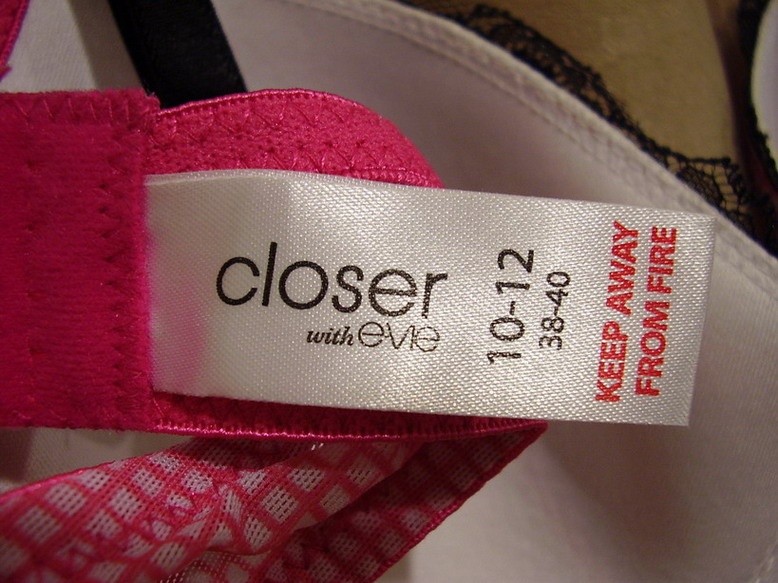 closer
with evie
10-12
38-40
KEEP AWAY
FROM FIRE